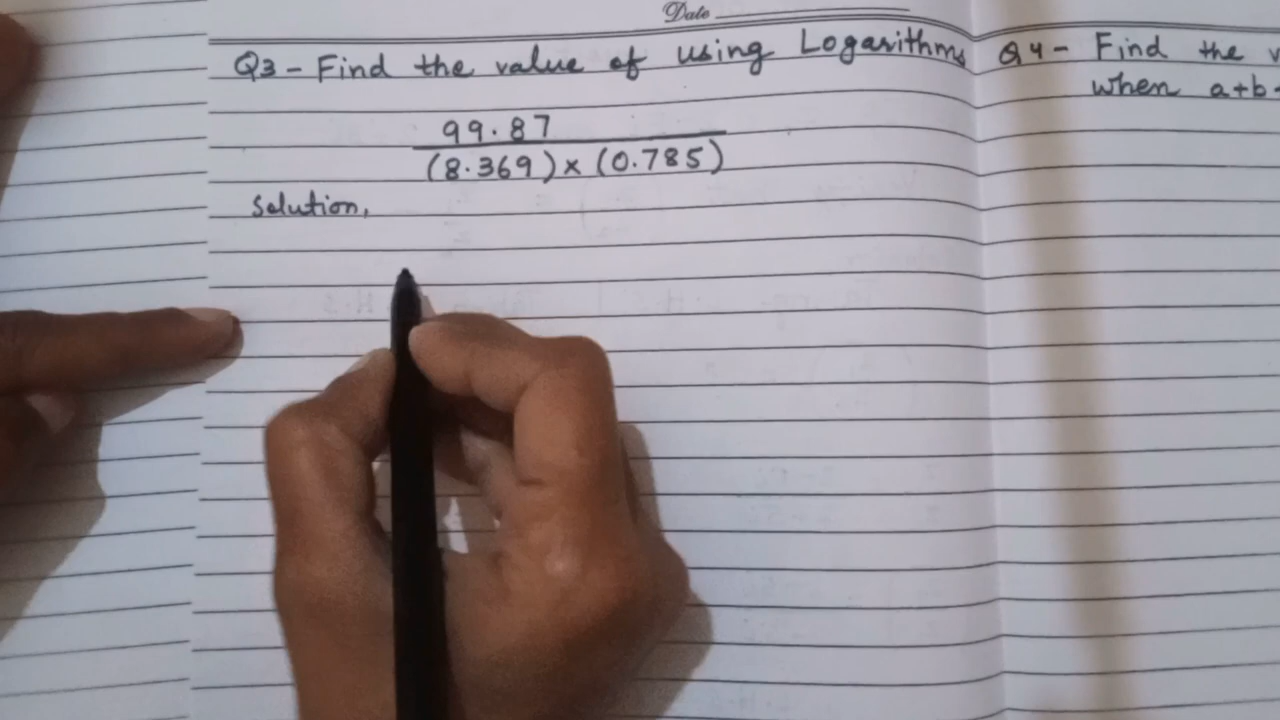 Date
Q3 - Find the value of using Logarithms
99.87
(8.369) x (0.785)
Solution,
Q4 - Find the
when a+b